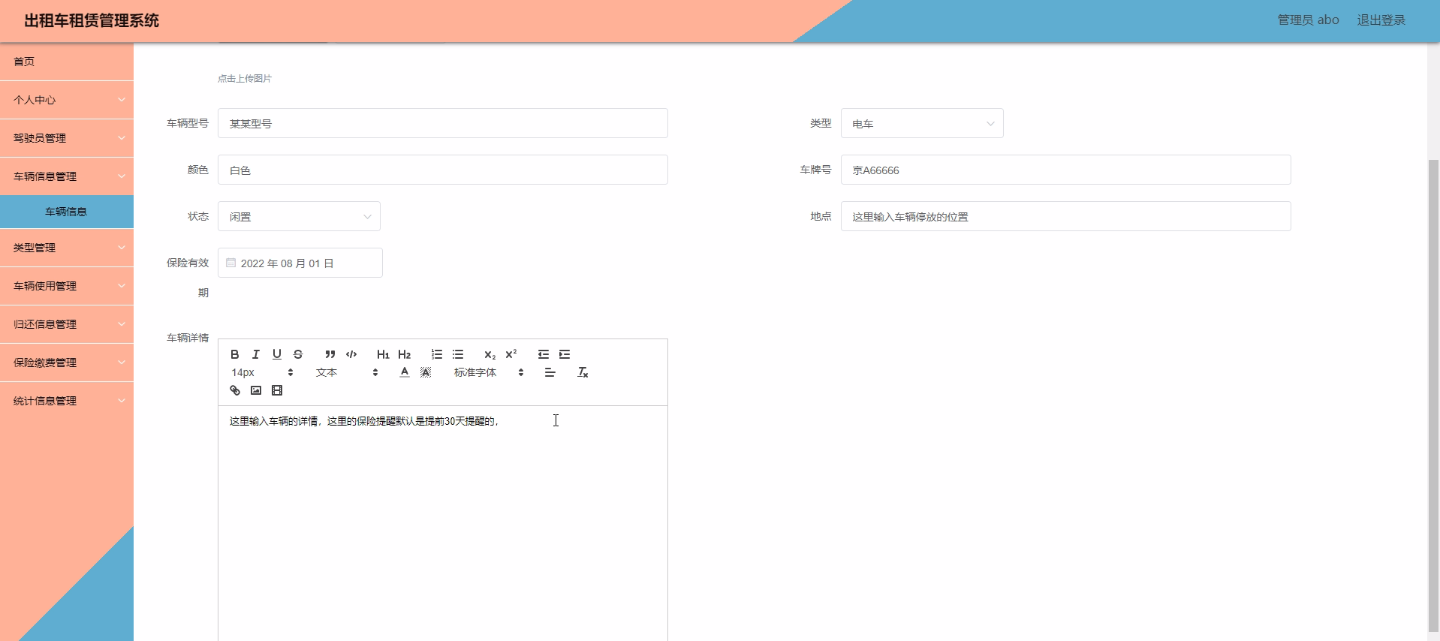 出租车租赁管理系统
管理员 abo 退出登录
首页
个人中心
驾驶员管理
车辆信息管理
车辆信息
类型管理
车辆使用管理
归还信息管理
保险缴费管理
统计信息管理
点击上传图片
车辆型号 某某型号 类型 电车
颜色 白色 车牌号 京A66666
状态 闲置 地点 这里输入车辆停放的位置
保险有效期 2022 年 08 月 01 日
车辆详情
B I U S ” </> H1 H2 X₂ X²
14px 文本 A A 标准字体 Tx
这里输入车辆的详情，这里的保险提醒默认是提前30天提醒的，